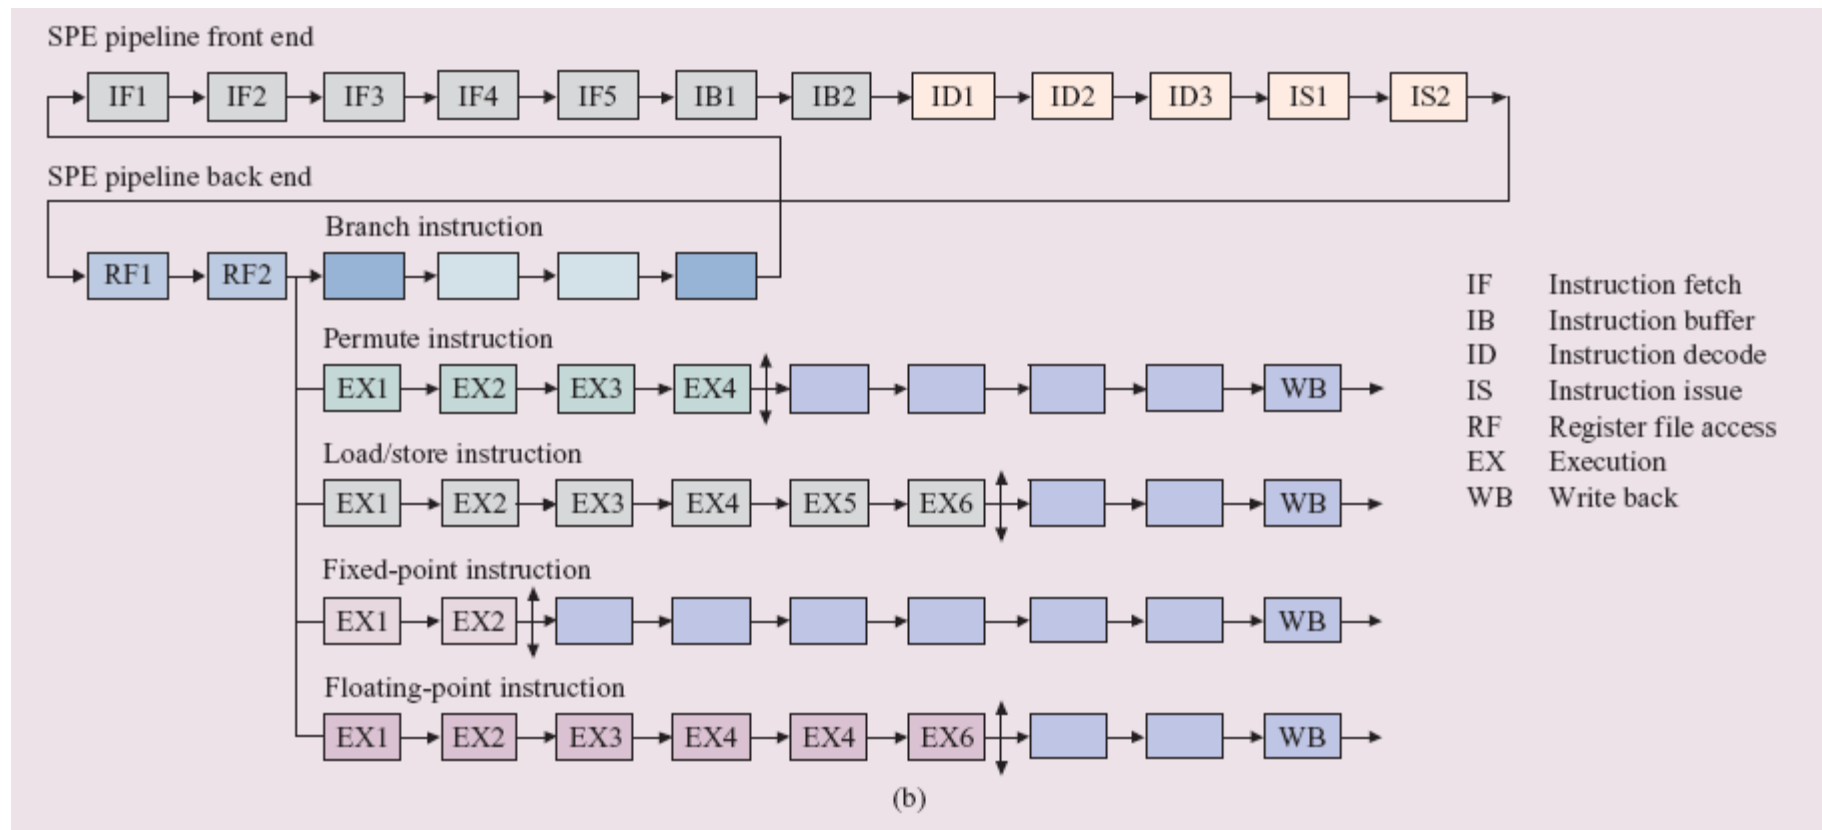 SPE pipeline front end
IF1 IF2 IF3 IF4 IF5 IB1 IB2 ID1 ID2 ID3 IS1 IS2
SPE pipeline back end
Branch instruction
RF1 RF2
Permute instruction
EX1 EX2 EX3 EX4 WB
Load/store instruction
EX1 EX2 EX3 EX4 EX5 EX6 WB
Fixed-point instruction
EX1 EX2 WB
Floating-point instruction
EX1 EX2 EX3 EX4 EX4 EX6 WB
IF Instruction fetch
IB Instruction buffer
ID Instruction decode
IS Instruction issue
RF Register file access
EX Execution
WB Write back
(b)